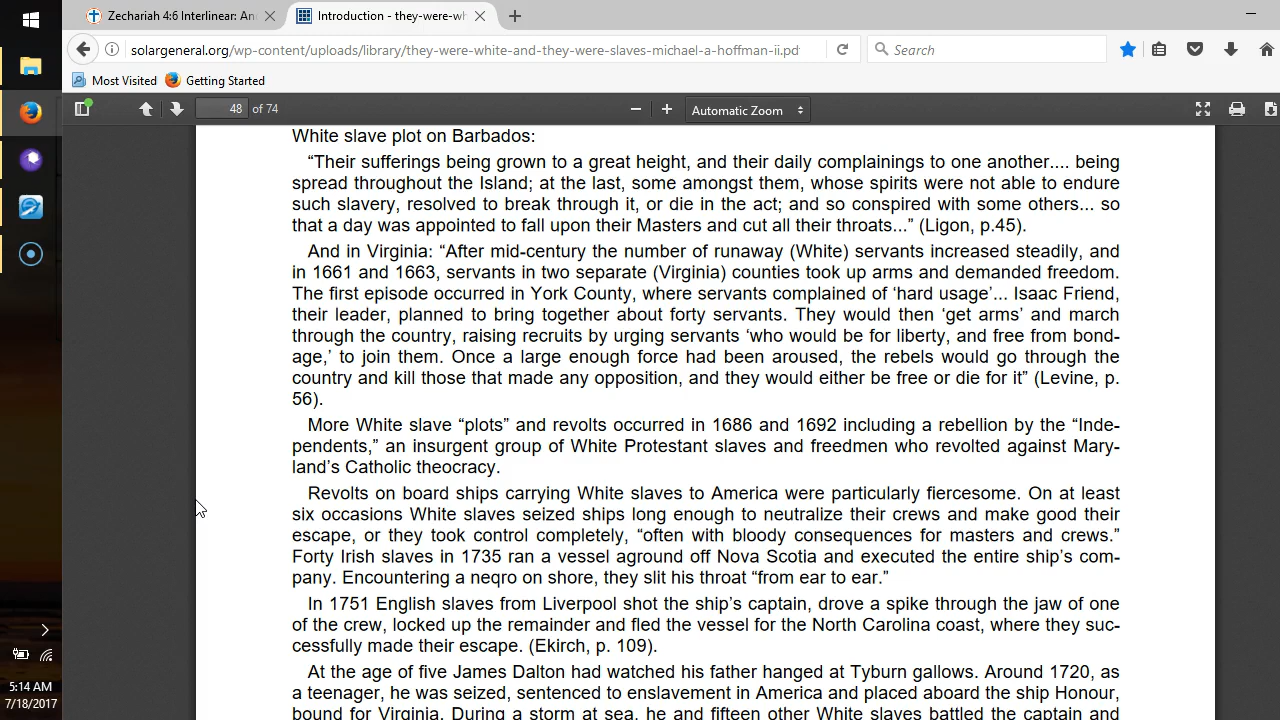 Zechariah 4:6 Interlinear: An
Introduction - they-were-wh
solargeneral.org/wp-content/uploads/library/they-were-white-and-they-were-slaves-michael-a-hoffman-ii.pd
Search
Most Visited
Getting Started
48 of 74
Automatic Zoom
White slave plot on Barbados:
“Their sufferings being grown to a great height, and their daily complainings to one another.... being
spread throughout the Island; at the last, some amongst them, whose spirits were not able to endure
such slavery, resolved to break through it, or die in the act; and so conspired with some others... so
that a day was appointed to fall upon their Masters and cut all their throats...” (Ligon, p.45).
And in Virginia: “After mid-century the number of runaway (White) servants increased steadily, and
in 1661 and 1663, servants in two separate (Virginia) counties took up arms and demanded freedom.
The first episode occurred in York County, where servants complained of ‘hard usage’... Isaac Friend,
their leader, planned to bring together about forty servants. They would then ‘get arms’ and march
through the country, raising recruits by urging servants ‘who would be for liberty, and free from bond-
age,’ to join them. Once a large enough force had been aroused, the rebels would go through the
country and kill those that made any opposition, and they would either be free or die for it” (Levine, p.
56).
More White slave “plots” and revolts occurred in 1686 and 1692 including a rebellion by the “Inde-
pendents,” an insurgent group of White Protestant slaves and freedmen who revolted against Mary-
land’s Catholic theocracy.
Revolts on board ships carrying White slaves to America were particularly fiercesome. On at least
six occasions White slaves seized ships long enough to neutralize their crews and make good their
escape, or they took control completely, “often with bloody consequences for masters and crews.”
Forty Irish slaves in 1735 ran a vessel aground off Nova Scotia and executed the entire ship’s com-
pany. Encountering a neqro on shore, they slit his throat “from ear to ear.”
In 1751 English slaves from Liverpool shot the ship’s captain, drove a spike through the jaw of one
of the crew, locked up the remainder and fled the vessel for the North Carolina coast, where they suc-
cessfully made their escape. (Ekirch, p. 109).
At the age of five James Dalton had watched his father hanged at Tyburn gallows. Around 1720, as
a teenager, he was seized, sentenced to enslavement in America and placed aboard the ship Honour,
bound for Virginia. During a storm at sea, he and fifteen other White slaves battled the captain and
5:14 AM
7/18/2017